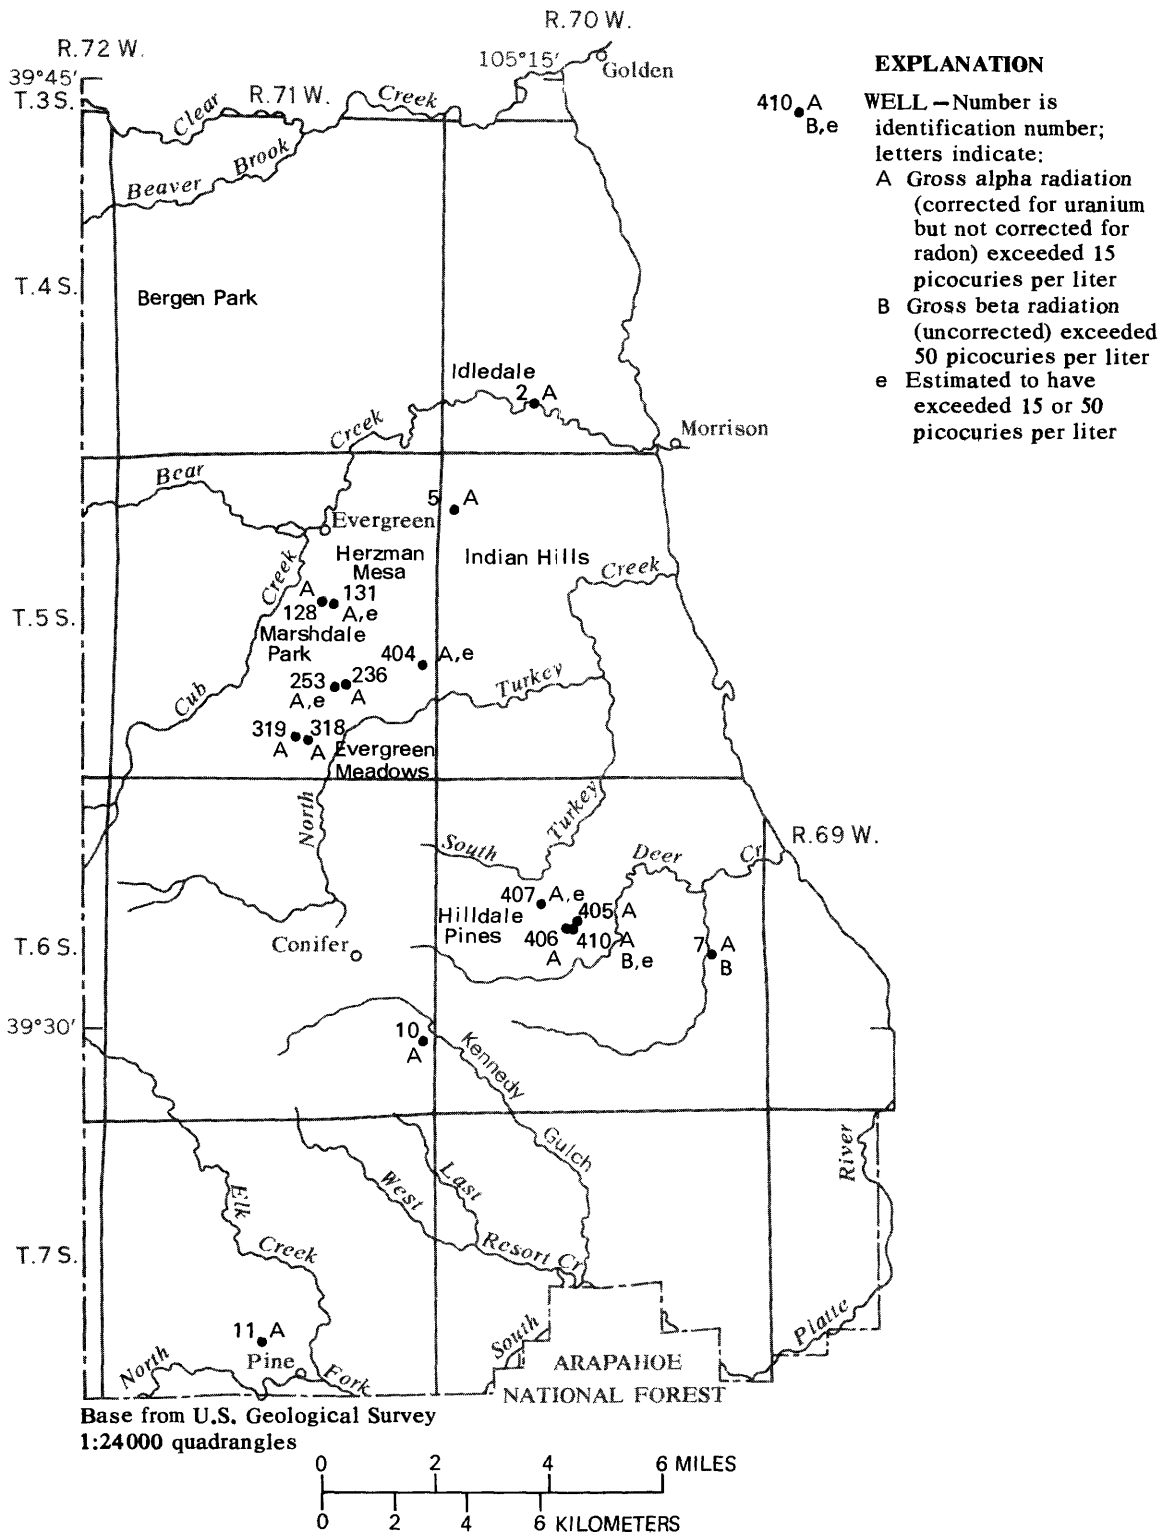 R.70 W.
R.72 W.
105°15′
Golden
39°45′
T.3 S.
R.71 W.
Clear
Creek
Beaver Brook
T.4 S.
Bergen Park
Idledale
2 A
Creek
Morrison
Bear
5 A
Evergreen
Herzman
Mesa
Indian Hills
Creek
Creek
A 131
128 A,e
T.5 S.
Marshdale
Park
404 A,e
253 236
A,e A
Turkey
Cub
319 318
A A
Evergreen
Meadows
North
Turkey
R.69 W.
South
Deer Cr
407 A,e
Hilldale
Pines
405 A
406 410 A
A B,e
7 A
B
T.6 S.
Conifer
39°30′
10
A
Kennedy
Gulch
River
Last
West
Elk
Creek
Resort Cr.
T.7 S.
11 A
Pine
North
Fork
South
Platte
ARAPAHOE
NATIONAL FOREST
Base from U.S. Geological Survey
1:24000 quadrangles
0 2 4 6 MILES
0 2 4 6 KILOMETERS
EXPLANATION
410 A
B,e
WELL—Number is
identification number;
letters indicate:
A Gross alpha radiation
(corrected for uranium
but not corrected for
radon) exceeded 15
picocuries per liter
B Gross beta radiation
(uncorrected) exceeded
50 picocuries per liter
e Estimated to have
exceeded 15 or 50
picocuries per liter